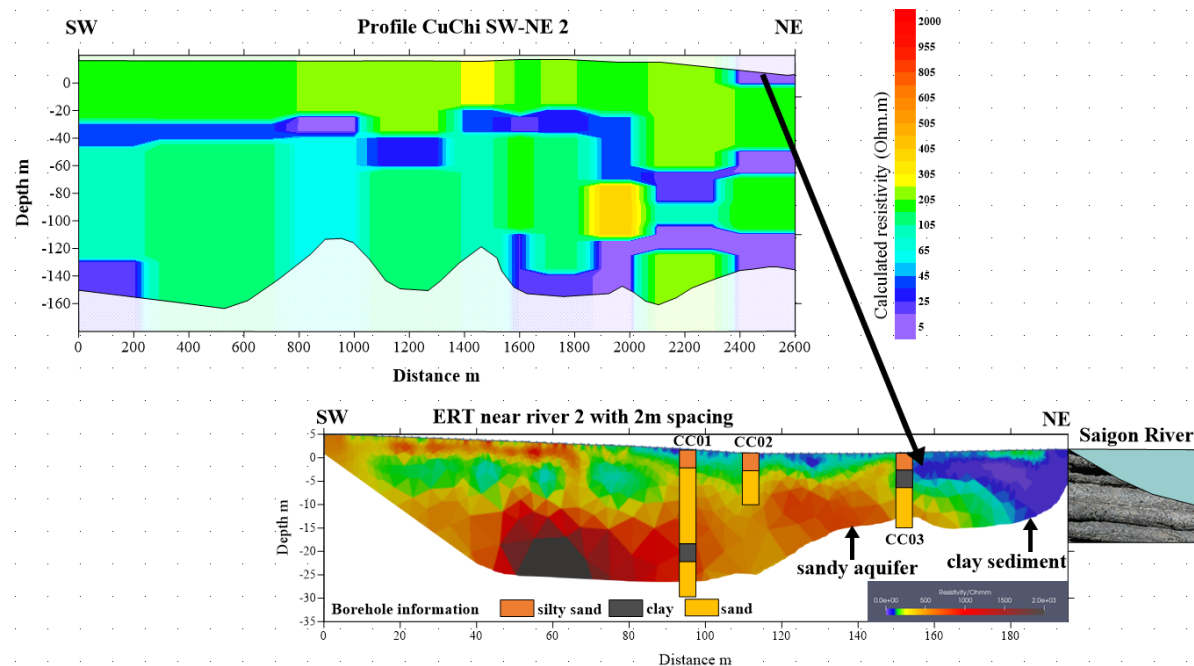 SW
Profile CuChi SW-NE 2
NE
Depth m
0
-20
-40
-60
-80
-100
-120
-140
-160
0 200 400 600 800 1000 1200 1400 1600 1800 2000 2200 2400 2600
Distance m
Calculated resistivity (Ohm.m)
2000
955
805
605
405
305
205
105
65
45
25
5
SW
ERT near river 2 with 2m spacing
NE
Saigon River
CC01
CC02
CC03
Depth m
5
0
-5
-10
-15
-20
-25
-30
-35
sandy aquifer
clay sediment
Resistivity/Ohmm
0.0e+00 500 1000 1500 2.0e+03
Borehole information silty sand clay sand
0 20 40 60 80 100 120 140 160 180
Distance m